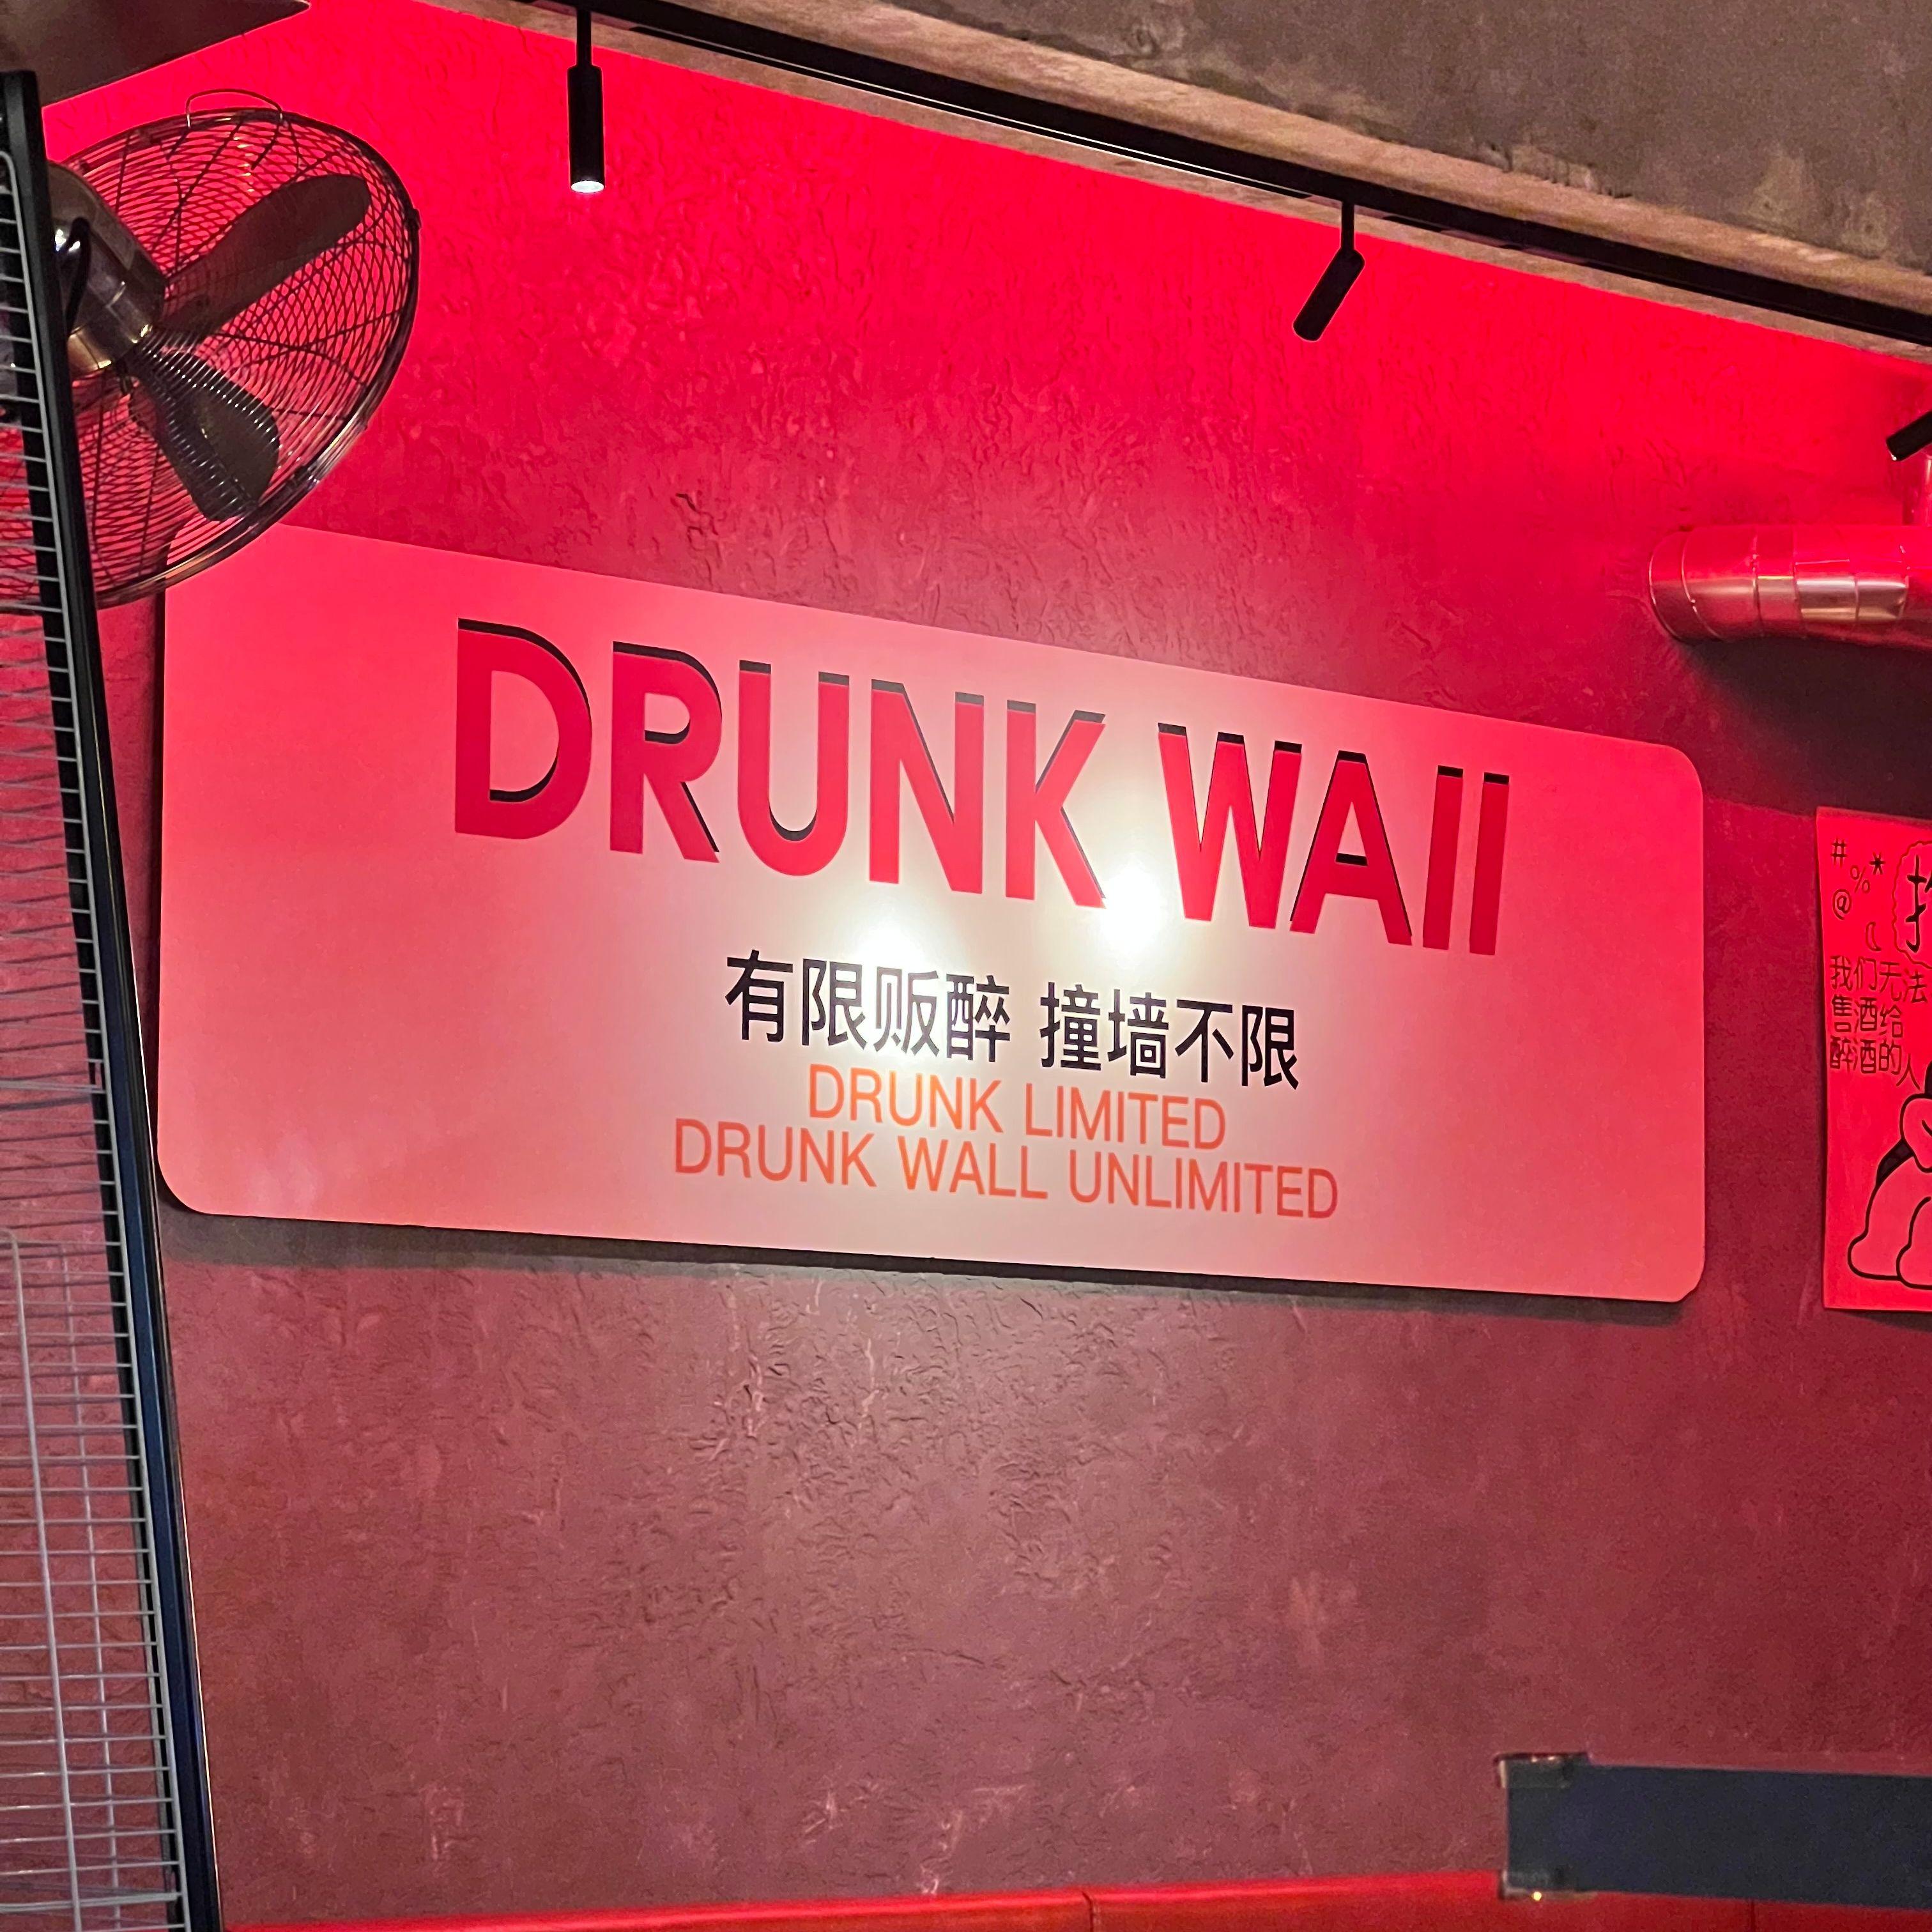 DRUNK WAII
有限贩醉 撞墙不限
DRUNK LIMITED
DRUNK WALL UNLIMITED
#%*
@
我们无法
售酒给
醉酒的人